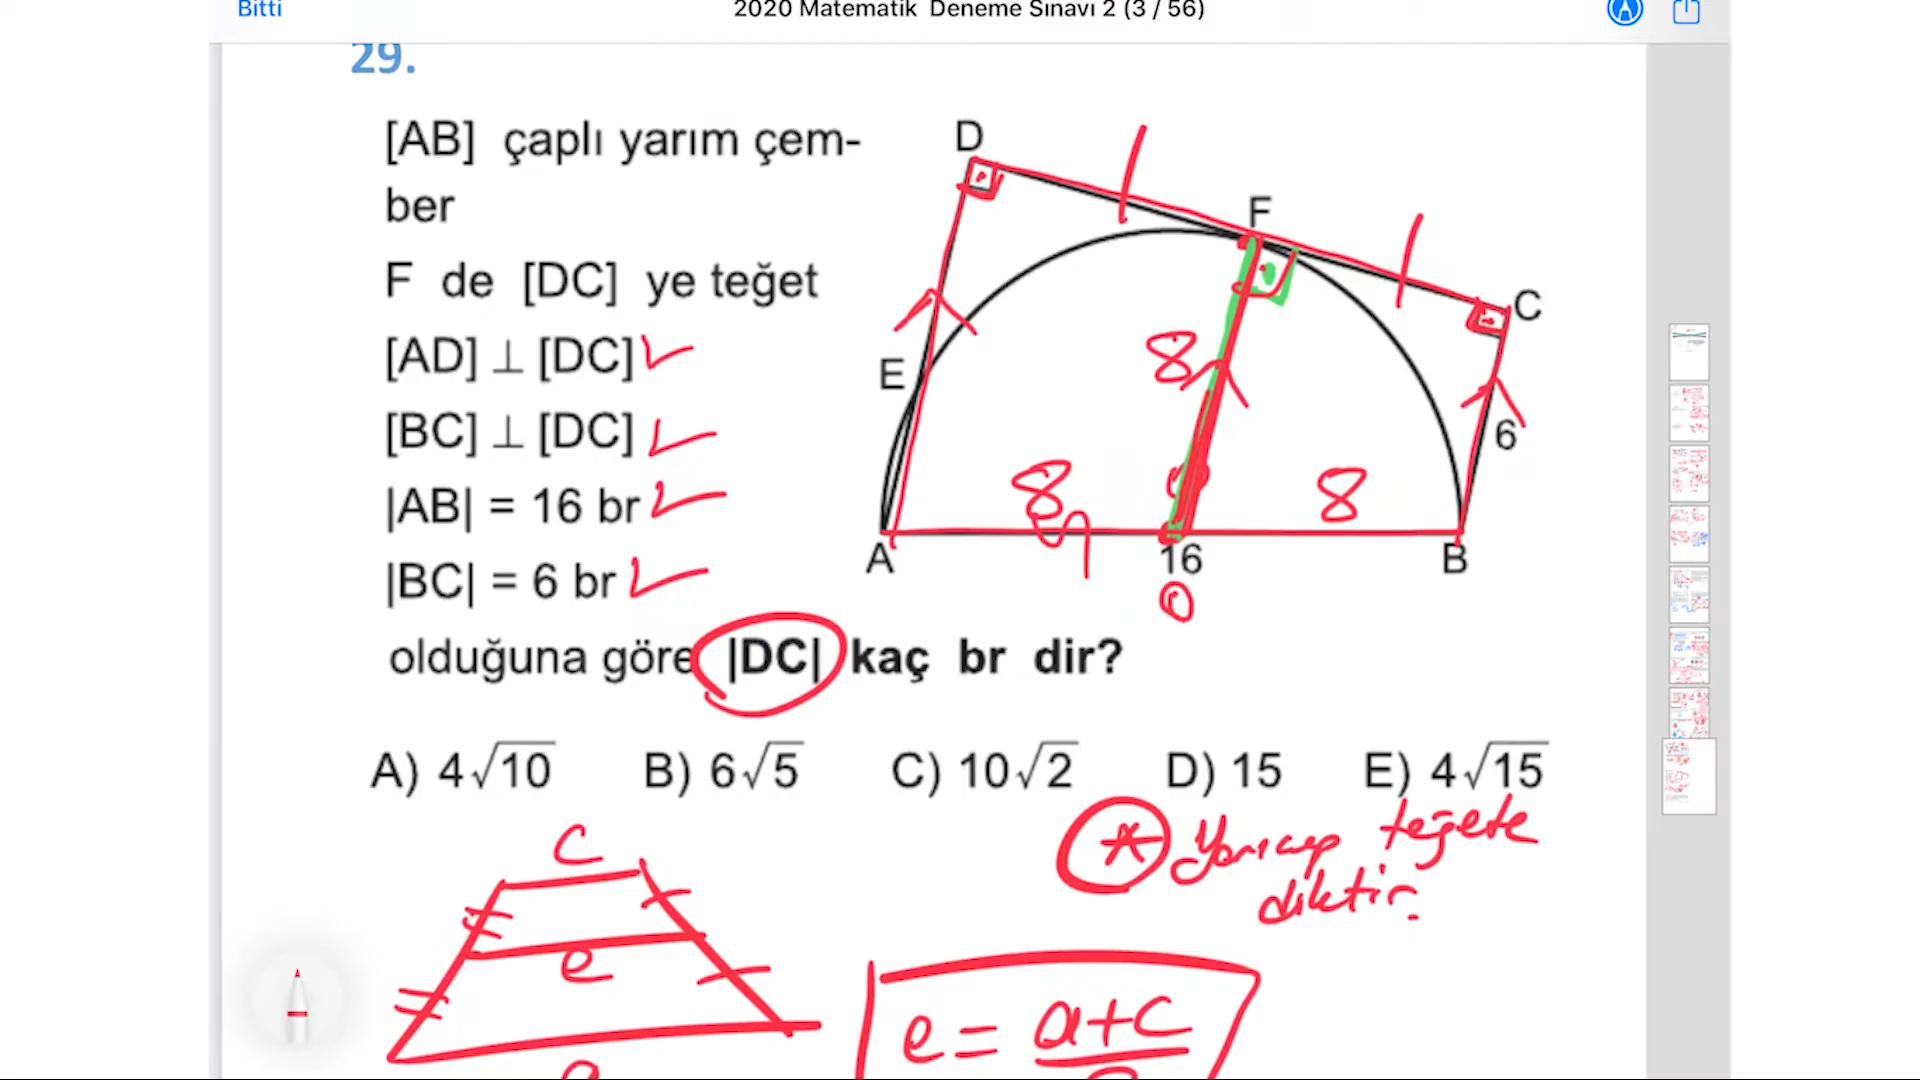 Bitti
2020 Matematik Deneme Sınavı 2 (3 / 56)
29.
[AB] çaplı yarım çem-
ber
F de [DC] ye teğet
[AD] ⊥ [DC]
[BC] ⊥ [DC]
|AB| = 16 br
|BC| = 6 br
olduğuna göre |DC| kaç br dir?
D
F
C
E
8
6
8
8
A
16
B
O
A) 4√10 B) 6√5 C) 10√2 D) 15 E) 4√15
* Yarıçap teğete
diktir.
c
e
e = a+c